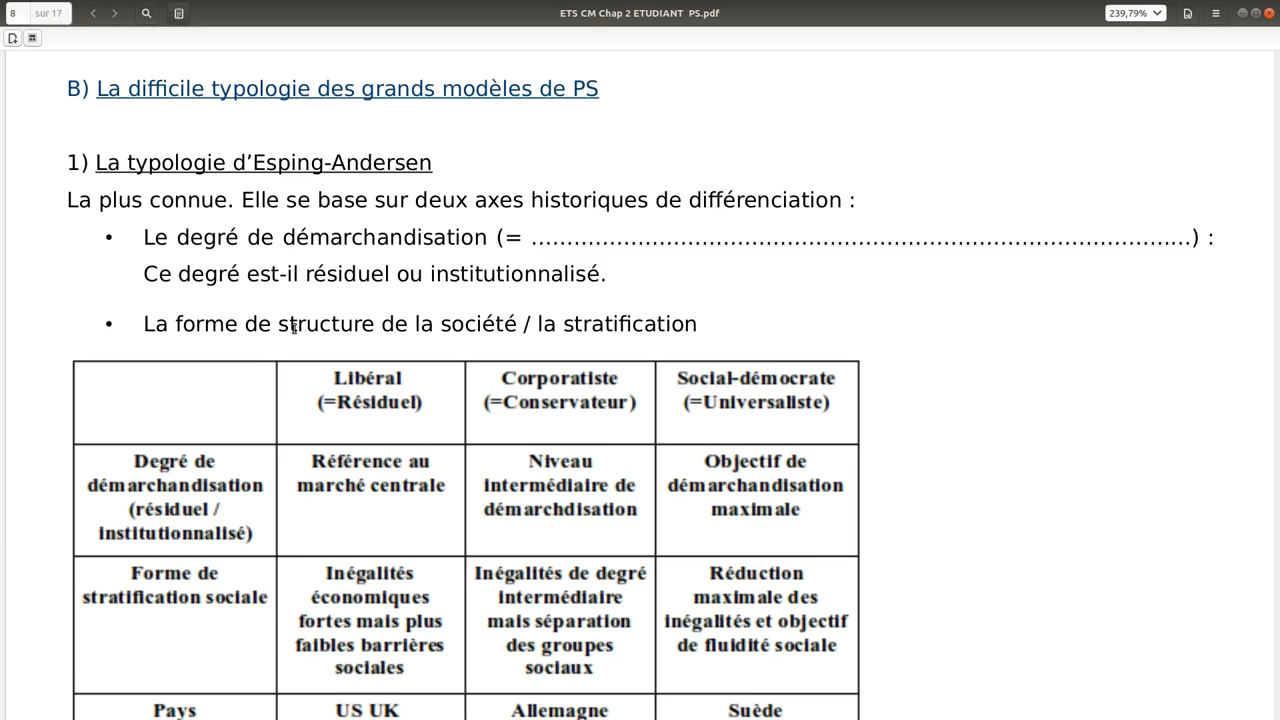 8 sur 17
ETS CM Chap 2 ETUDIANT PS.pdf
239,79%
B) La difficile typologie des grands modèles de PS
1) La typologie d’Esping-Andersen
La plus connue. Elle se base sur deux axes historiques de différenciation :
• Le degré de démarchandisation (= …………………………………………………………………………………) :
Ce degré est-il résiduel ou institutionnalisé.
• La forme de structure de la société / la stratification
Libéral
(=Résiduel)
Corporatiste
(=Conservateur)
Social-démocrate
(=Universaliste)
Degré de
démarchandisation
(résiduel /
institutionnalisé)
Référence au
marché centrale
Niveau
intermédiaire de
démarchdisation
Objectif de
démarchandisation
maximale
Forme de
stratification sociale
Inégalités
économiques
fortes mais plus
faibles barrières
sociales
Inégalités de degré
intermédiaire
mais séparation
des groupes
sociaux
Réduction
maximale des
inégalités et objectif
de fluidité sociale
Pays
US UK
Allemagne
Suède